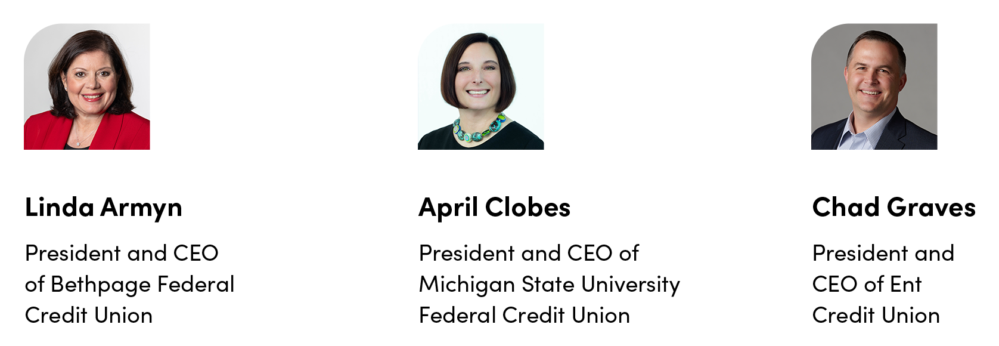 Linda Armyn
President and CEO
of Bethpage Federal
Credit Union
April Clobes
President and CEO of
Michigan State University
Federal Credit Union
Chad Graves
President and
CEO of Ent
Credit Union